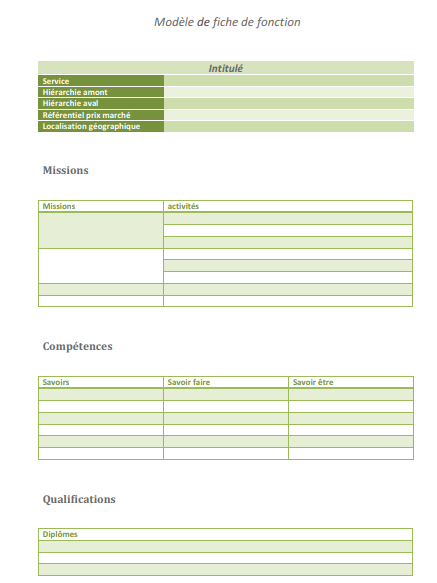 Modèle de fiche de fonction
Intitulé
Service
Hiérarchie amont
Hiérarchie aval
Référentiel prix marché
Localisation géographique
Missions
Missions activités
Compétences
Savoirs Savoir faire Savoir être
Qualifications
Diplômes